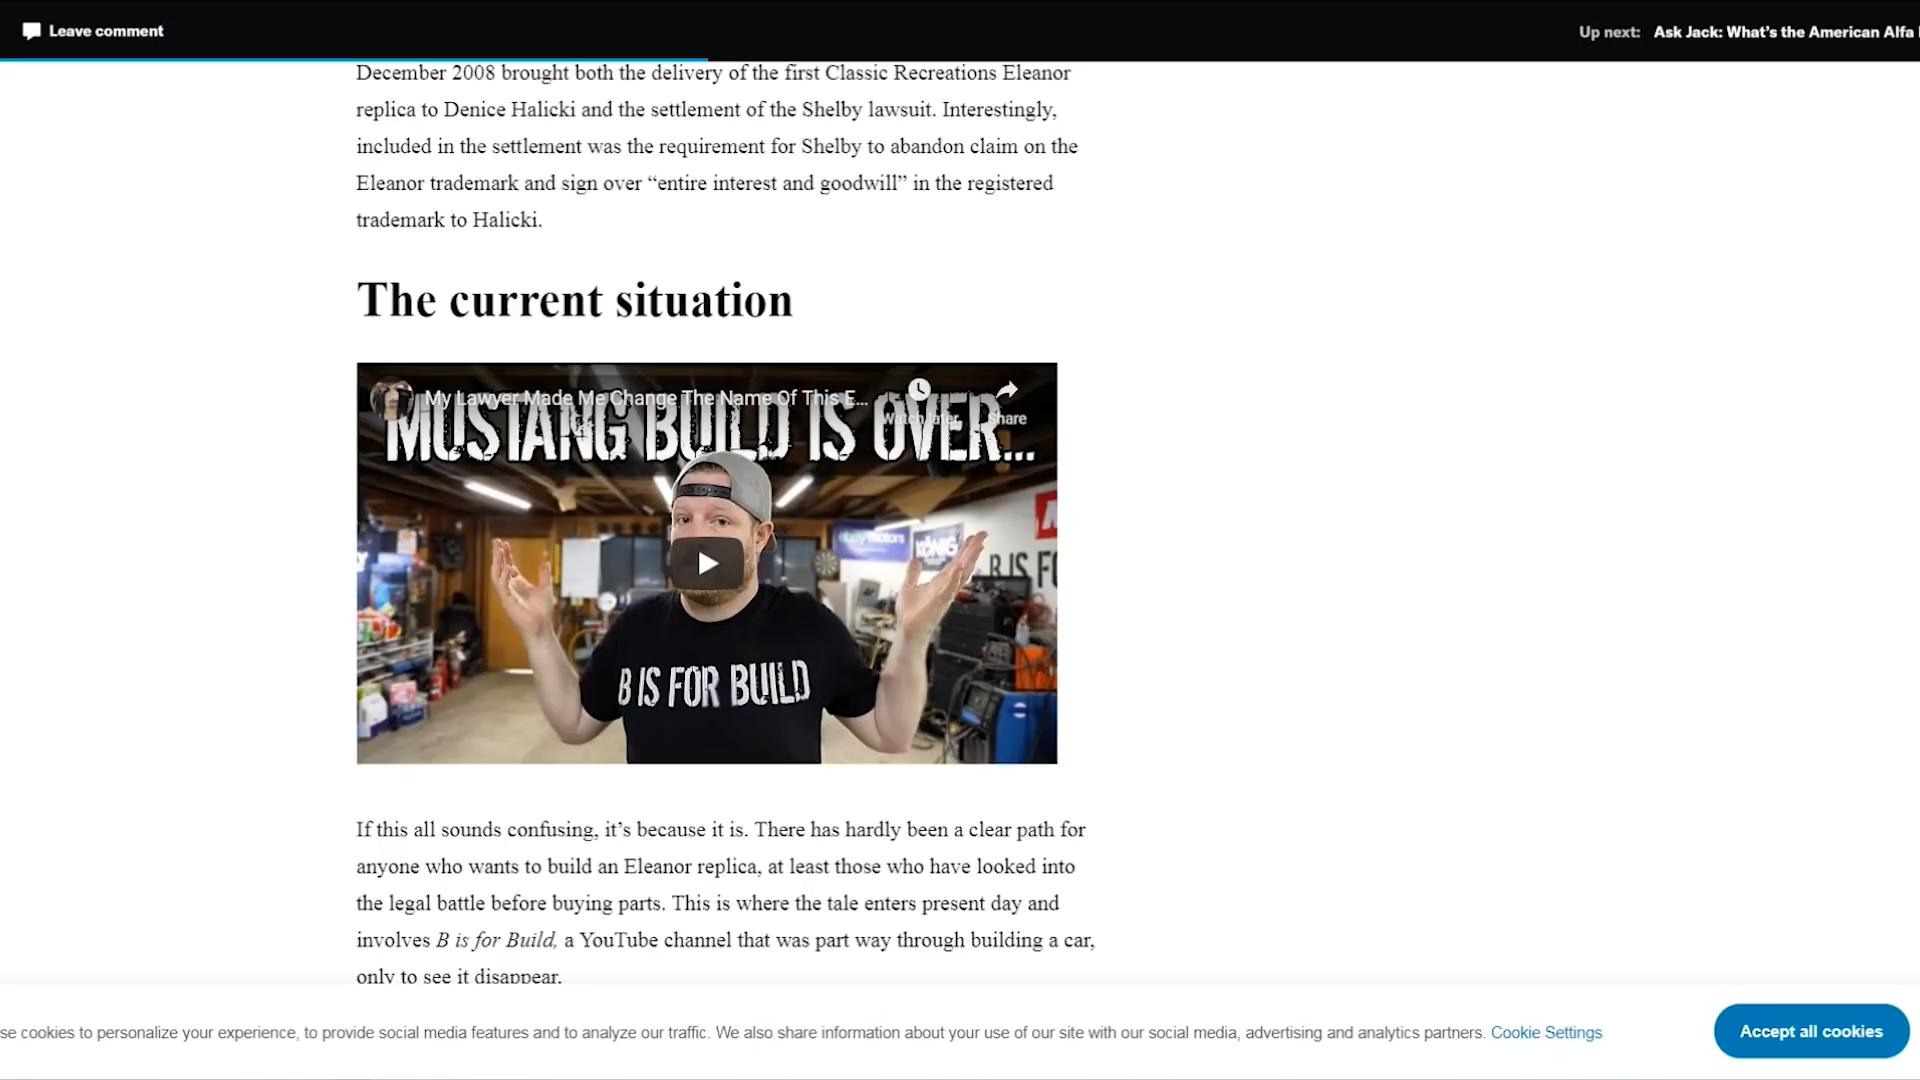 Leave comment
Up next: Ask Jack: What’s the American Alfa
December 2008 brought both the delivery of the first Classic Recreations Eleanor
replica to Denice Halicki and the settlement of the Shelby lawsuit. Interestingly,
included in the settlement was the requirement for Shelby to abandon claim on the
Eleanor trademark and sign over “entire interest and goodwill” in the registered
trademark to Halicki.
The current situation
My Lawyer Made Me Change The Name Of This E...
Watch later
Share
MUSTANG BUILD IS OVER...
ebay motors
KÖNIG
B IS FO
B IS FOR BUILD
If this all sounds confusing, it’s because it is. There has hardly been a clear path for
anyone who wants to build an Eleanor replica, at least those who have looked into
the legal battle before buying parts. This is where the tale enters present day and
involves B is for Build, a YouTube channel that was part way through building a car,
only to see it disappear.
se cookies to personalize your experience, to provide social media features and to analyze our traffic. We also share information about your use of our site with our social media, advertising and analytics partners. Cookie Settings
Accept all cookies